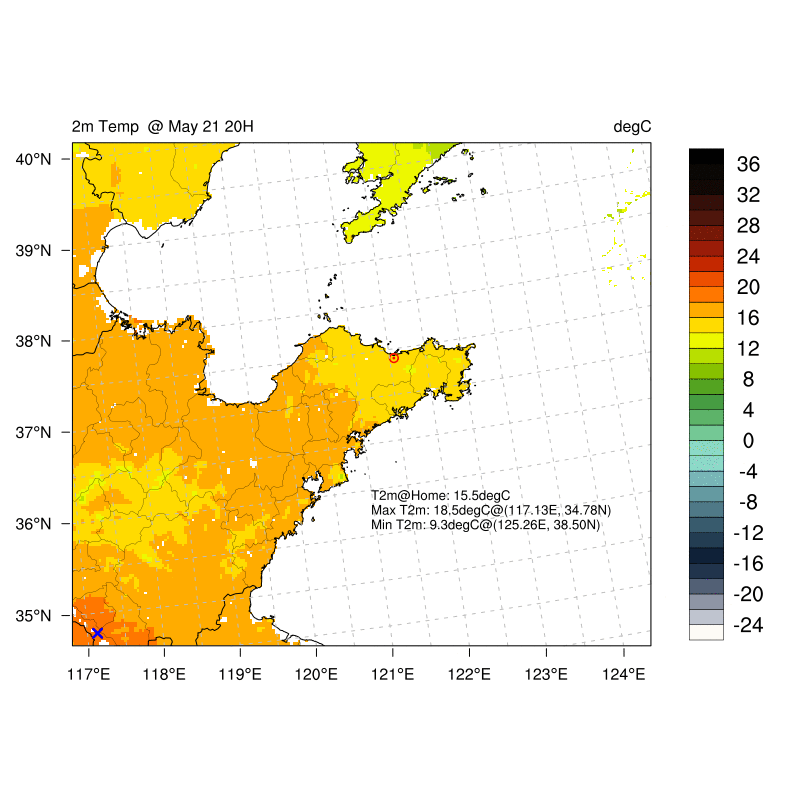 2m Temp @ May 21 20H degC
40°N
39°N
38°N
37°N
36°N
35°N
117°E 118°E 119°E 120°E 121°E 122°E 123°E 124°E
T2m@Home: 15.5degC
Max T2m: 18.5degC@(117.13E, 34.78N)
Min T2m: 9.3degC@(125.26E, 38.50N)
36
32
28
24
20
16
12
8
4
0
-4
-8
-12
-16
-20
-24